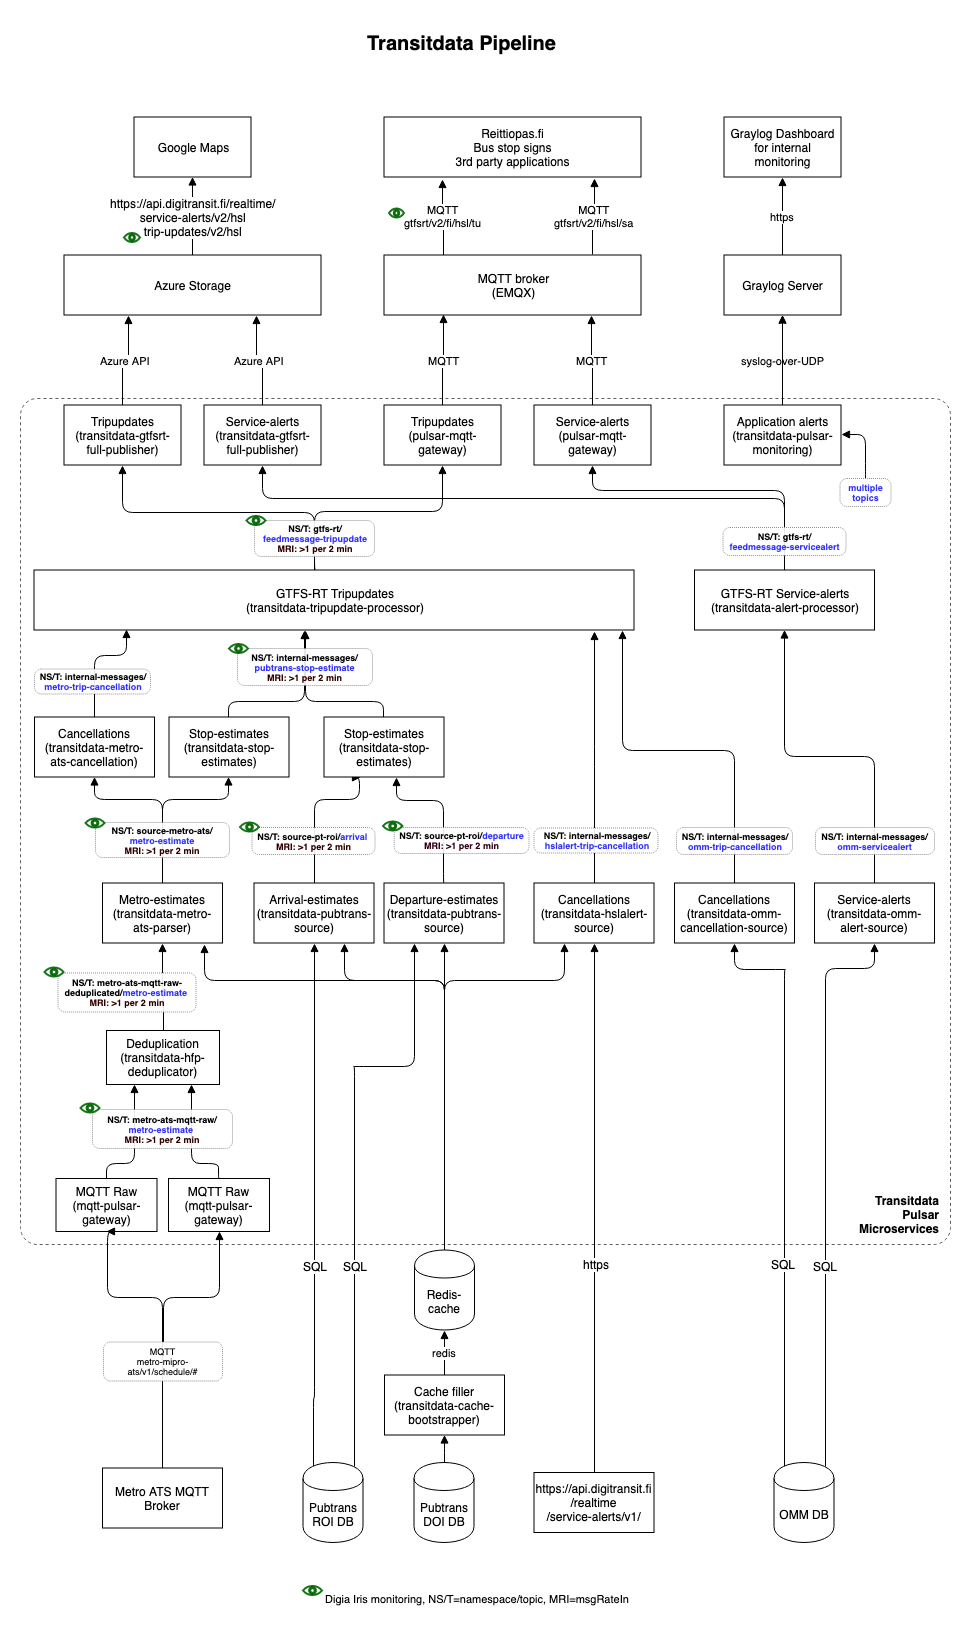 Transitdata Pipeline
Google Maps
Reittiopas.fi
Bus stop signs
3rd party applications
Graylog Dashboard
for internal
monitoring
https://api.digitransit.fi/realtime/
service-alerts/v2/hsl
trip-updates/v2/hsl
MQTT
gtfsrt/v2/fi/hsl/tu
MQTT
gtfsrt/v2/fi/hsl/sa
https
Azure Storage
MQTT broker
(EMQX)
Graylog Server
Azure API
Azure API
MQTT
MQTT
syslog-over-UDP
Tripupdates
(transitdata-gtfsrt-
full-publisher)
Service-alerts
(transitdata-gtfsrt-
full-publisher)
Tripupdates
(pulsar-mqtt-
gateway)
Service-alerts
(pulsar-mqtt-
gateway)
Application alerts
(transitdata-pulsar-
monitoring)
multiple
topics
NS/T: gtfs-rt/
feedmessage-tripupdate
MRI: >1 per 2 min
NS/T: gtfs-rt/
feedmessage-servicealert
GTFS-RT Tripupdates
(transitdata-tripupdate-processor)
GTFS-RT Service-alerts
(transitdata-alert-processor)
NS/T: internal-messages/
metro-trip-cancellation
NS/T: internal-messages/
pubtrans-stop-estimate
MRI: >1 per 2 min
Cancellations
(transitdata-metro-
ats-cancellation)
Stop-estimates
(transitdata-stop-
estimates)
Stop-estimates
(transitdata-stop-
estimates)
NS/T: source-metro-ats/
metro-estimate
MRI: >1 per 2 min
NS/T: source-pt-roi/arrival
MRI: >1 per 2 min
NS/T: source-pt-roi/departure
MRI: >1 per 2 min
NS/T: internal-messages/
hslalert-trip-cancellation
NS/T: internal-messages/
omm-trip-cancellation
NS/T: internal-messages/
omm-servicealert
Metro-estimates
(transitdata-metro-
ats-parser)
Arrival-estimates
(transitdata-pubtrans-
source)
Departure-estimates
(transitdata-pubtrans-
source)
Cancellations
(transitdata-hslalert-
source)
Cancellations
(transitdata-omm-
cancellation-source)
Service-alerts
(transitdata-omm-
alert-source)
NS/T: metro-ats-mqtt-raw-
deduplicated/metro-estimate
MRI: >1 per 2 min
Deduplication
(transitdata-hfp-
deduplicator)
NS/T: metro-ats-mqtt-raw/
metro-estimate
MRI: >1 per 2 min
MQTT Raw
(mqtt-pulsar-
gateway)
MQTT Raw
(mqtt-pulsar-
gateway)
Transitdata
Pulsar
Microservices
SQL
SQL
https
SQL
SQL
Redis-
cache
redis
MQTT
metro-mipro-
ats/v1/schedule/#
Cache filler
(transitdata-cache-
bootstrapper)
Metro ATS MQTT
Broker
Pubtrans
ROI DB
Pubtrans
DOI DB
https://api.digitransit.fi
/realtime
/service-alerts/v1/
OMM DB
Digia Iris monitoring, NS/T=namespace/topic, MRI=msgRateIn